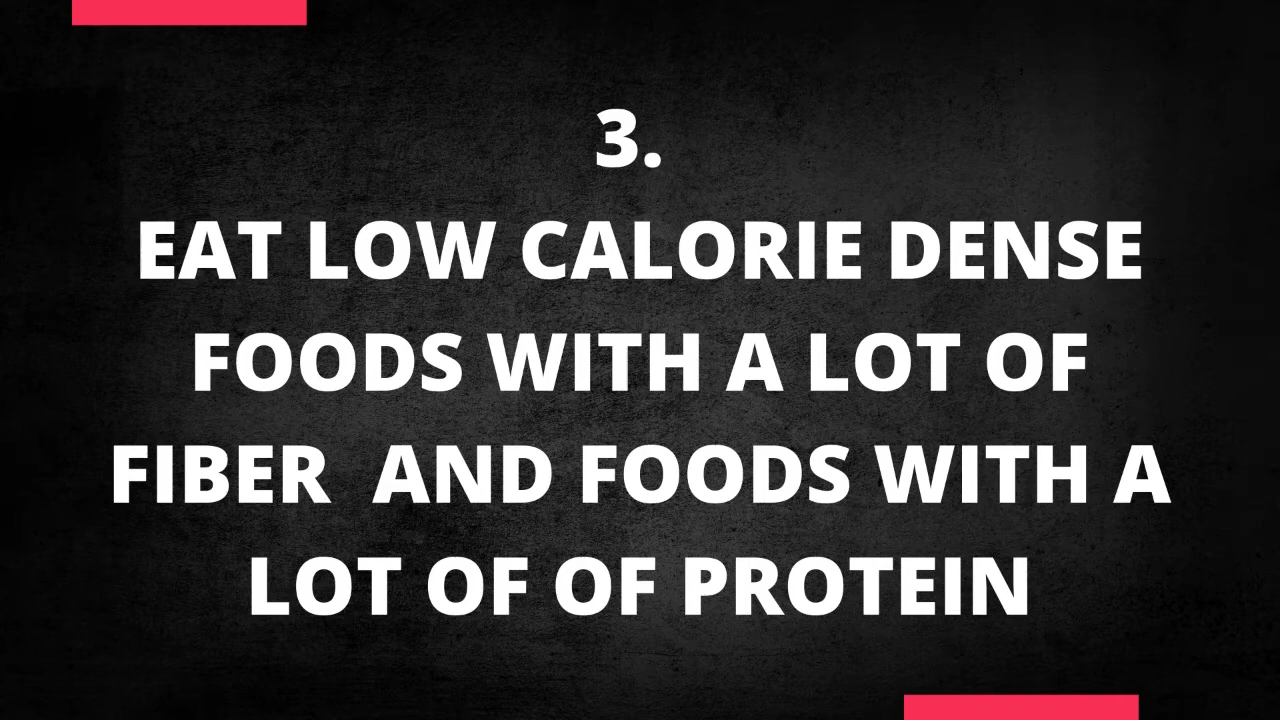 3.
EAT LOW CALORIE DENSE
FOODS WITH A LOT OF
FIBER  AND FOODS WITH A
LOT OF OF PROTEIN